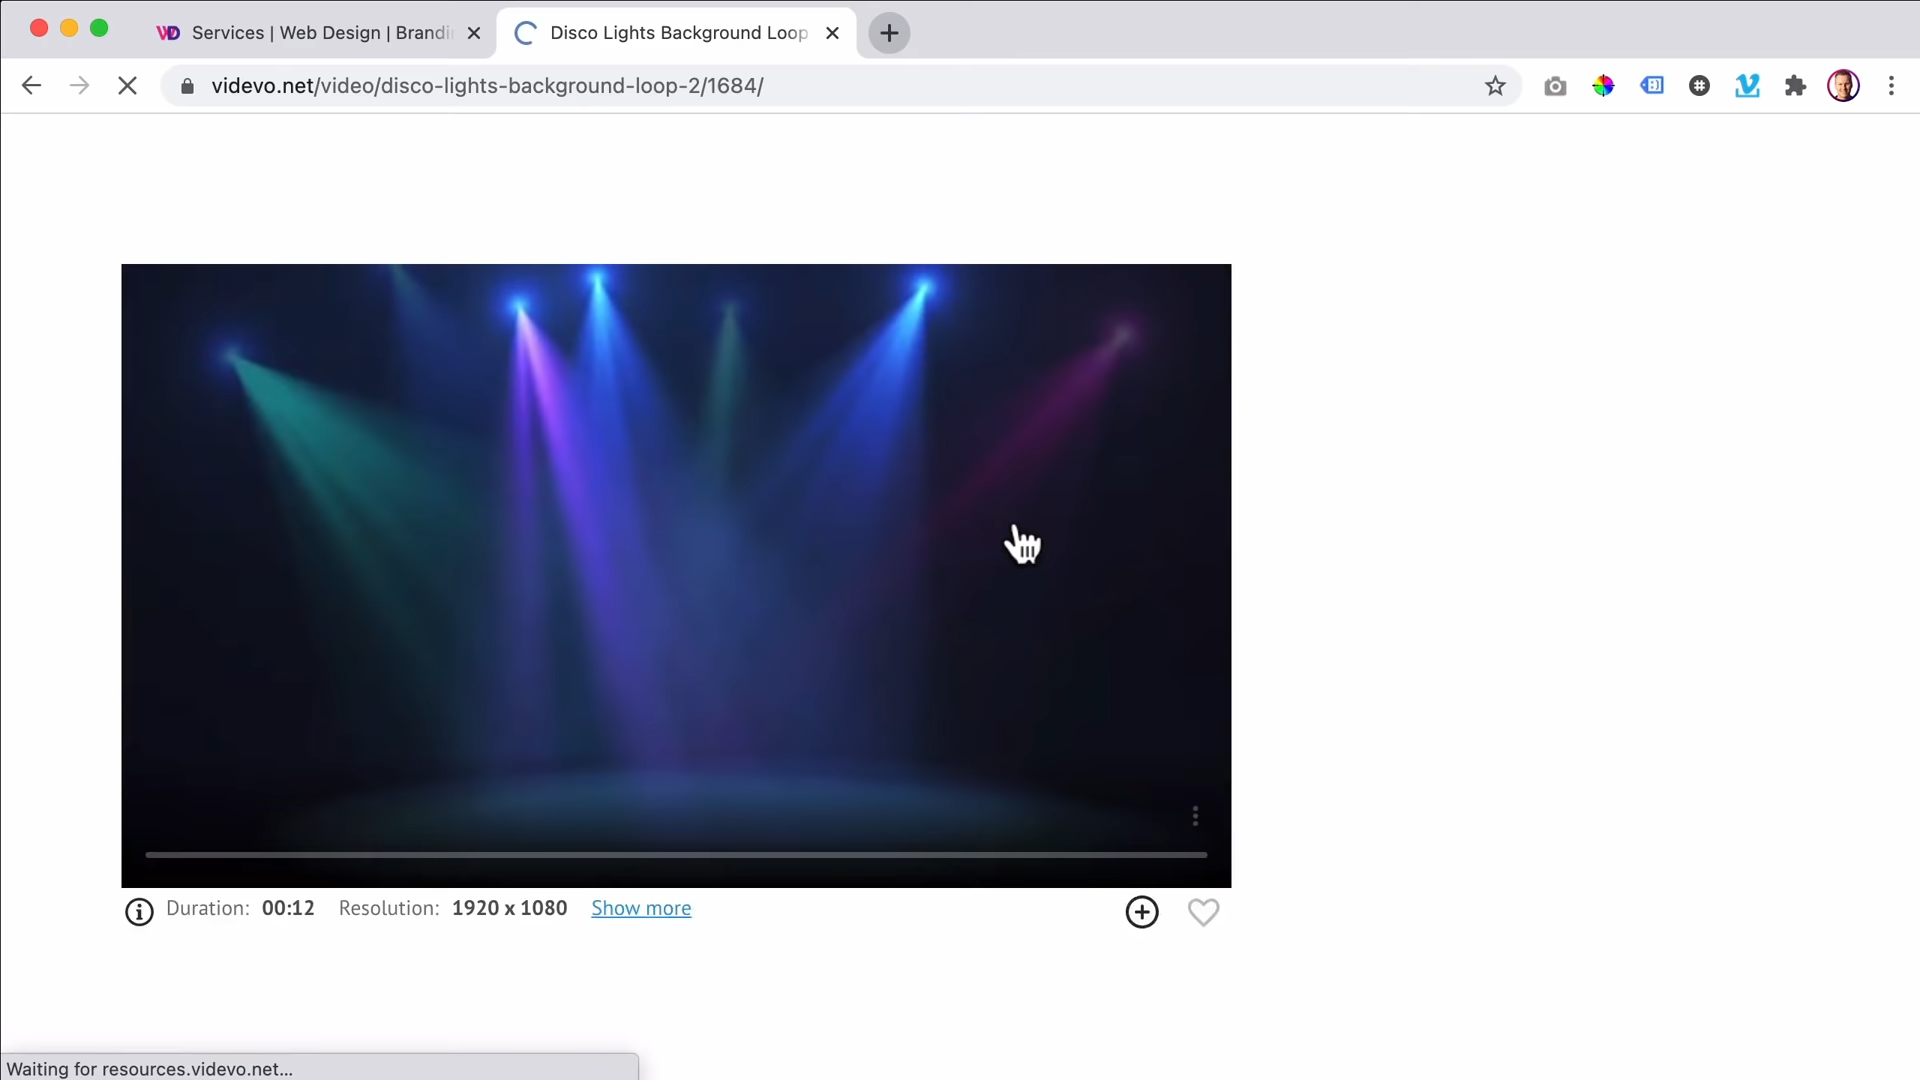 Services | Web Design | Brandi
Disco Lights Background Loop
videvo.net/video/disco-lights-background-loop-2/1684/
Duration: 00:12 Resolution: 1920 x 1080 Show more
Waiting for resources.videvo.net...